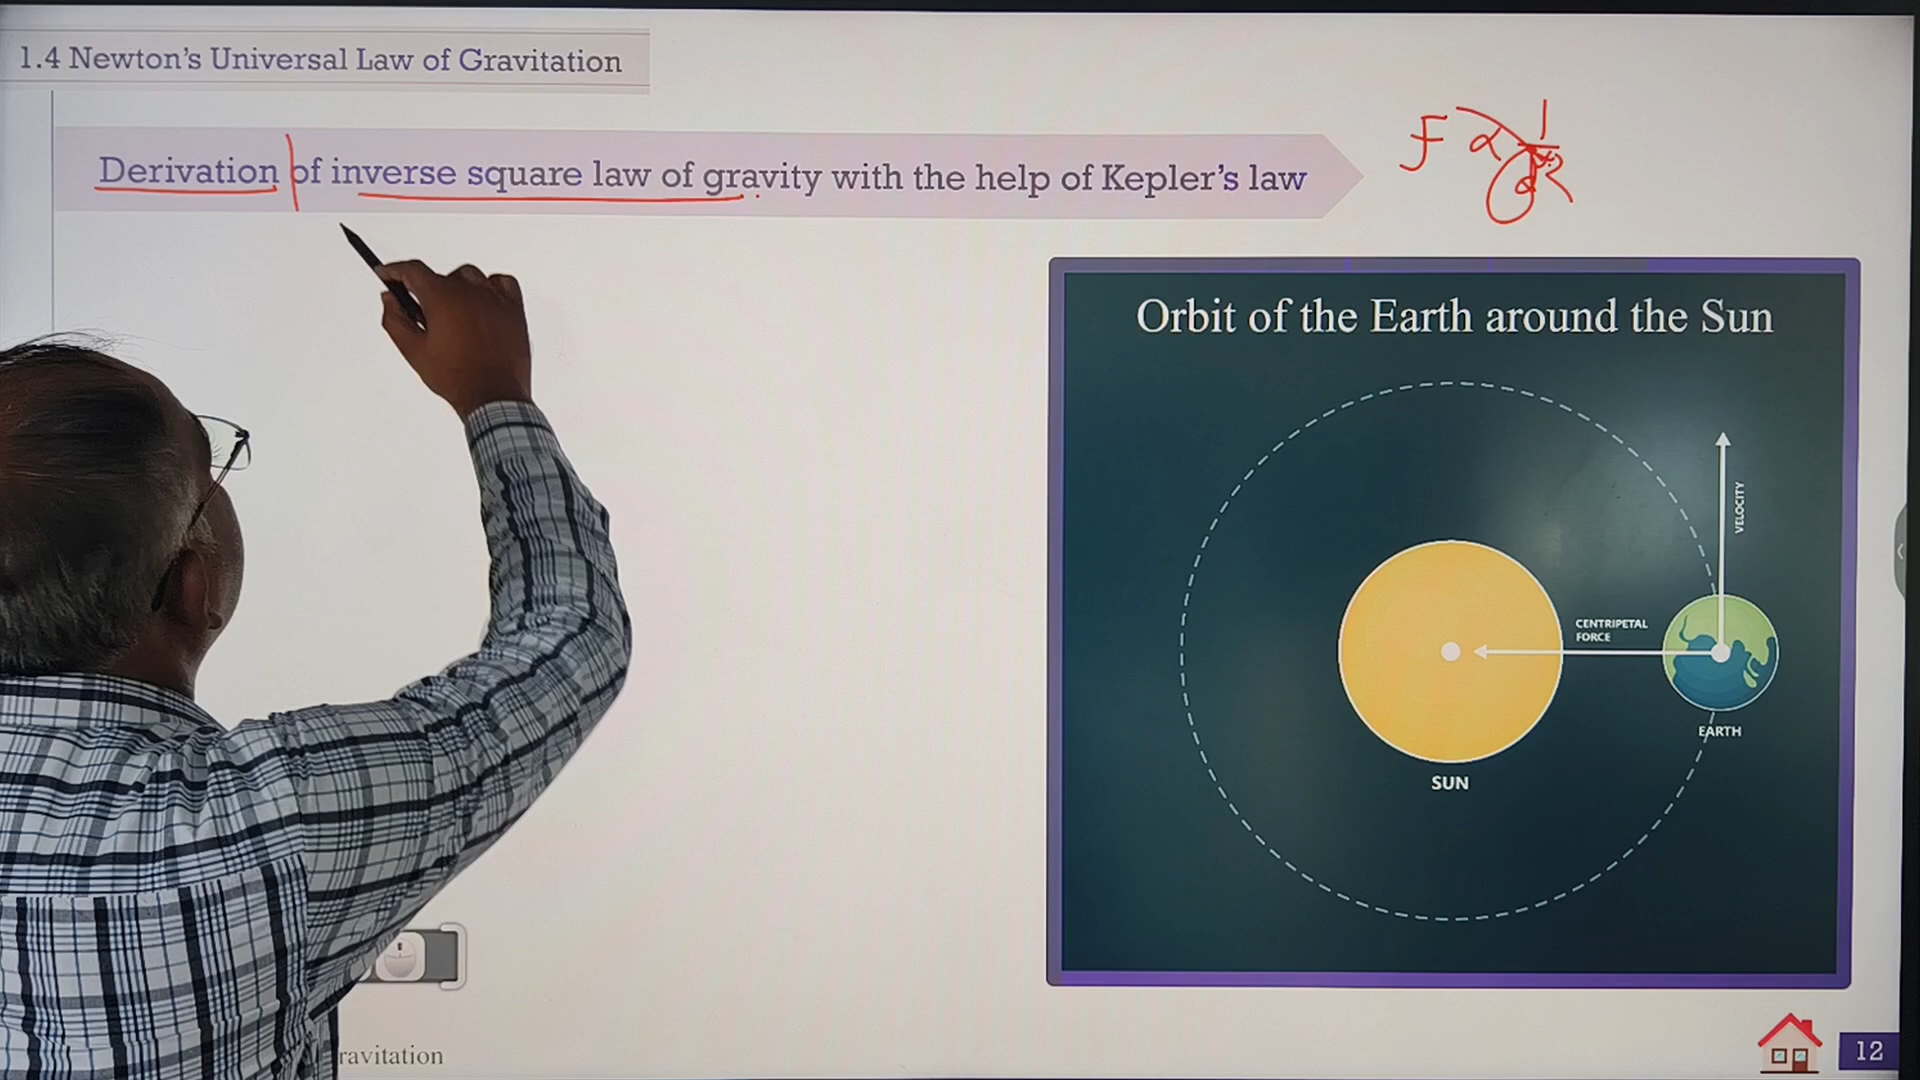 1.4 Newton's Universal Law of Gravitation
Derivation of inverse square law of gravity with the help of Kepler's law
F α 1
Orbit of the Earth around the Sun
VELOCITY
CENTRIPETAL
FORCE
EARTH
SUN
ravitation
12